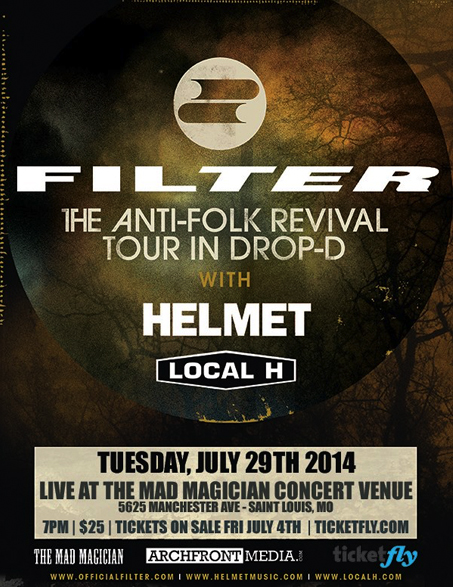 FILTER
THE ANTI-FOLK REVIVAL
TOUR IN DROP-D
WITH
HELMET
LOCAL H
TUESDAY, JULY 29TH 2014
LIVE AT THE MAD MAGICIAN CONCERT VENUE
5625 MANCHESTER AVE - SAINT LOUIS, MO
7PM | $25 | TICKETS ON SALE FRI JULY 4TH | TICKETFLY.COM
THE MAD MAGICIAN ARCHFRONT MEDIA.COM ticketfly
WWW.OFFICIALFILTER.COM | WWW.HELMETMUSIC.COM | WWW.LOCALH.COM